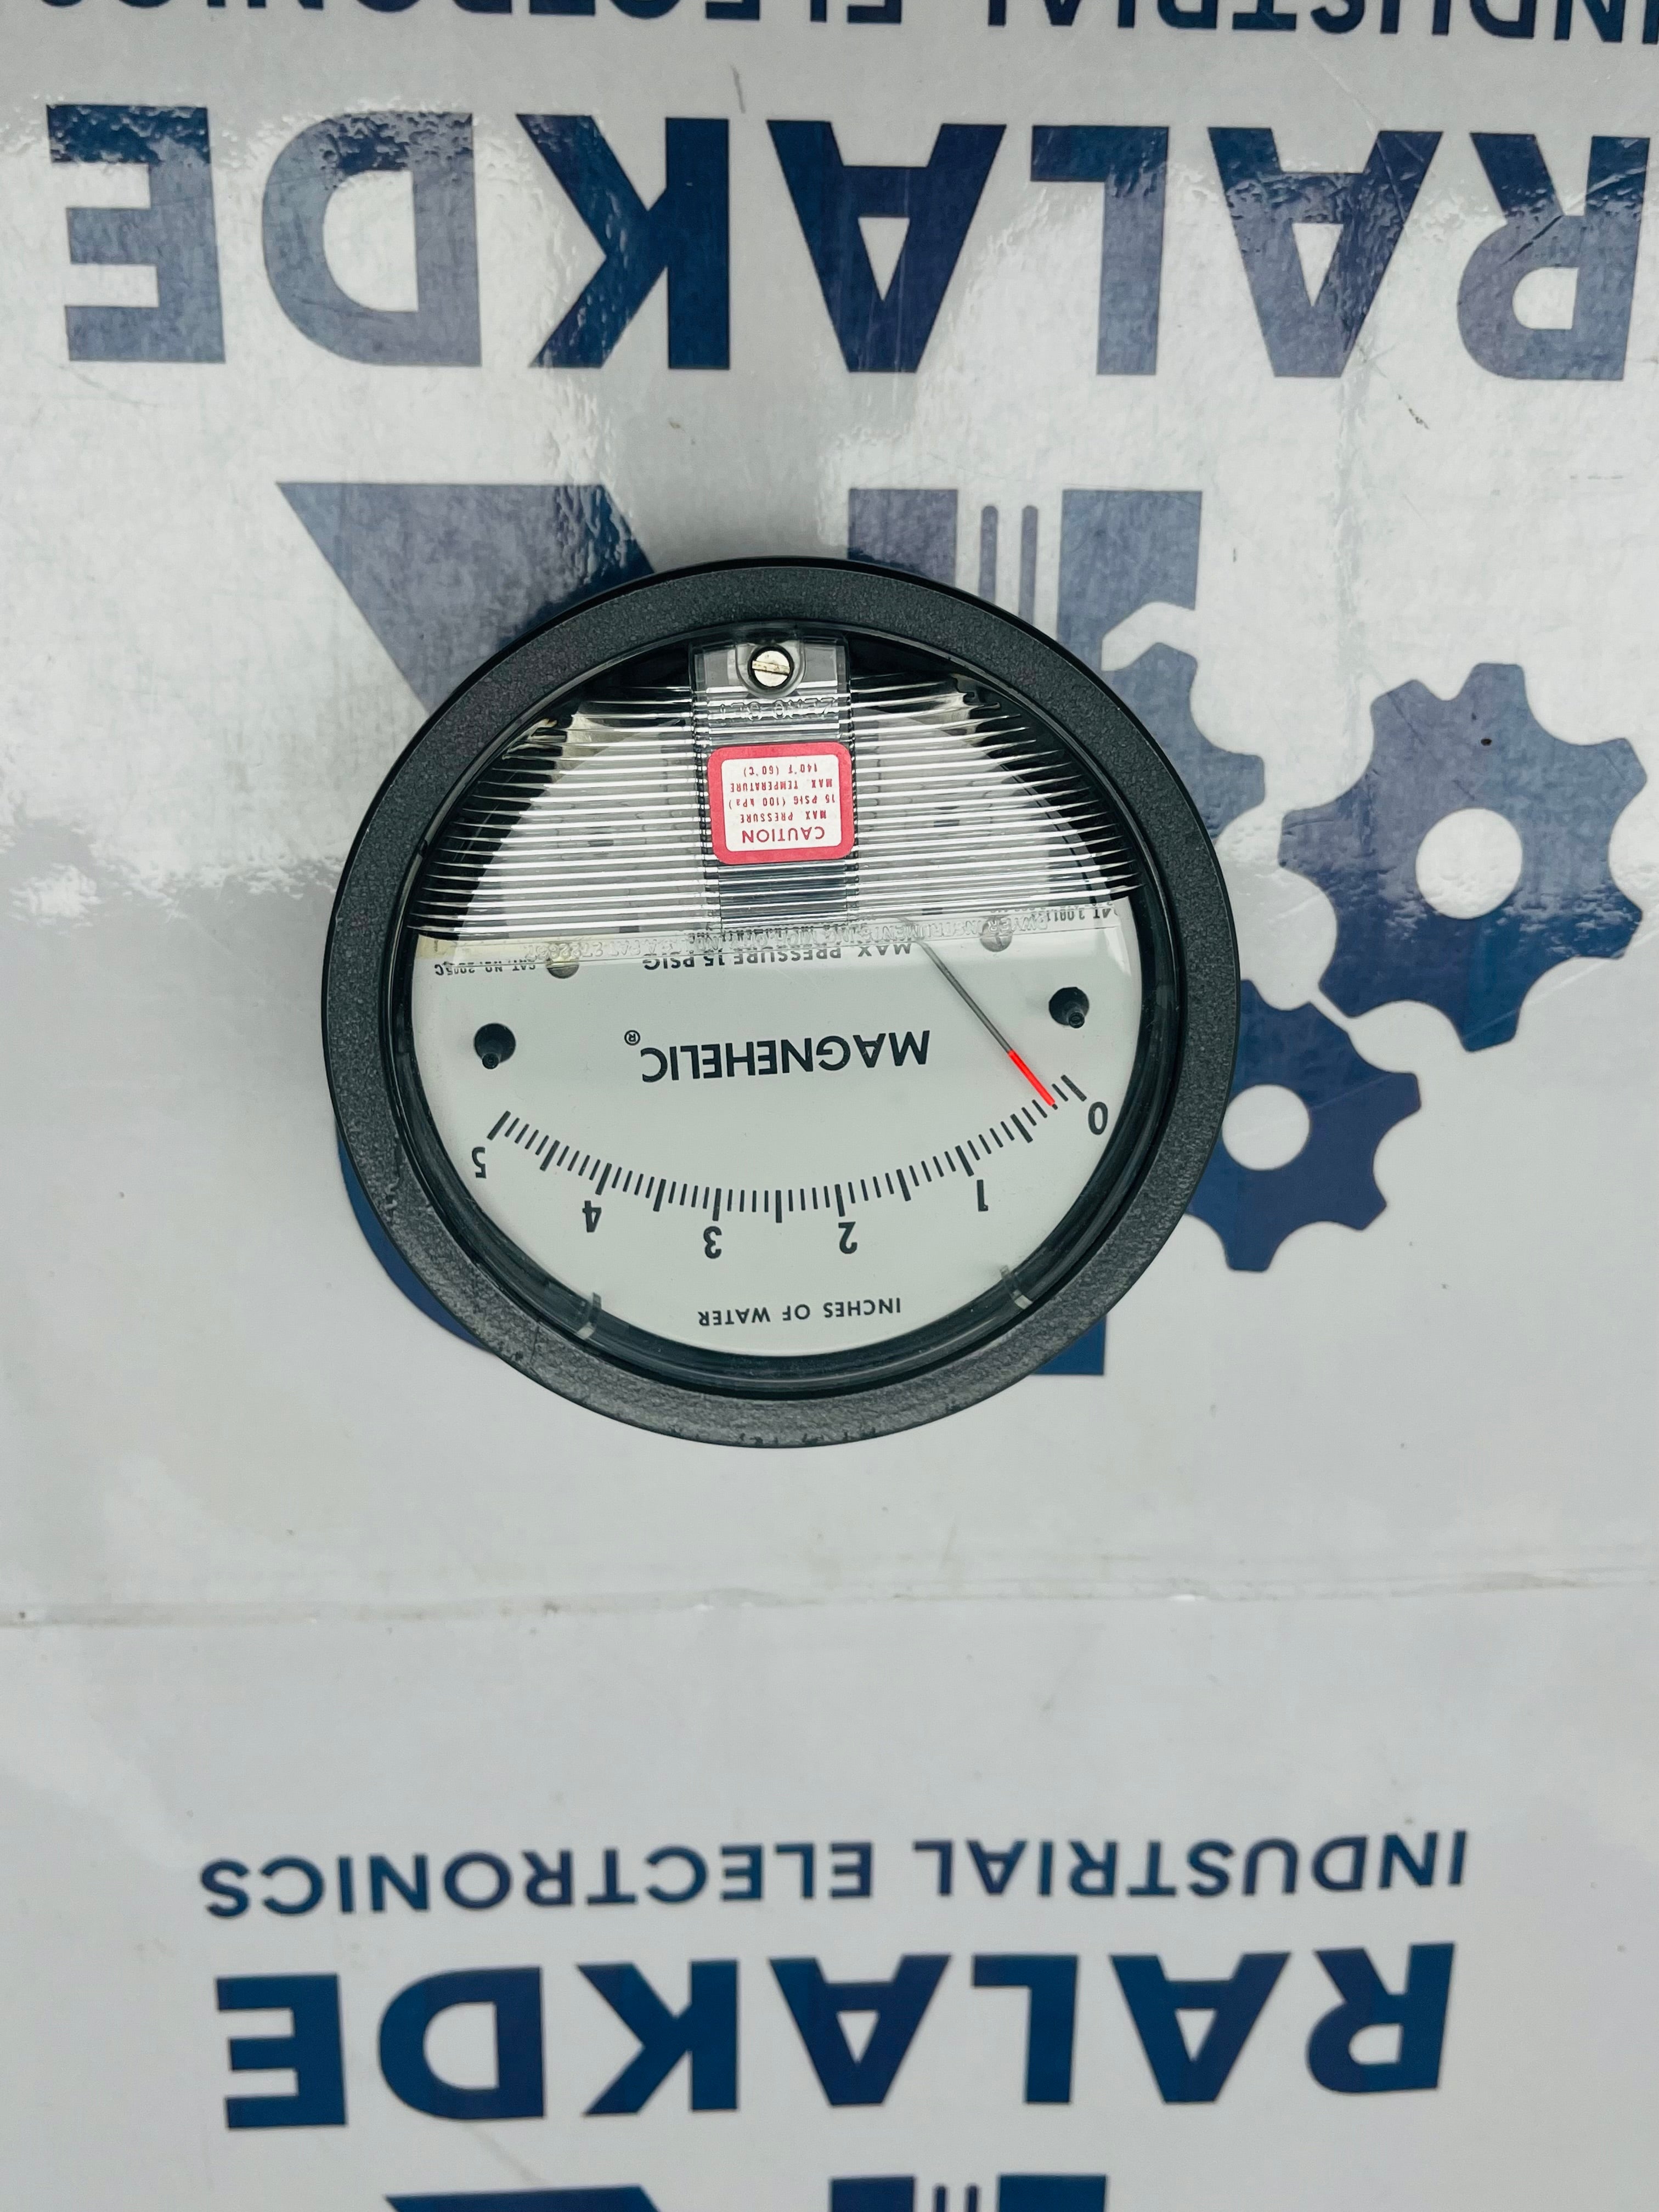 INDUSTRIAL ELECTRONICS
RALAKDE
INCHES OF WATER
0 1 2 3 4 5
MAGNEHELIC®
MAX. PRESSURE 15 PSIG
CAUTION
MAX PRESSURE
15 PSIG (100 kPa)
MAX. TEMPERATURE
140°F (60°C)
RALAKDE
INDUSTRIAL ELECTRONICS